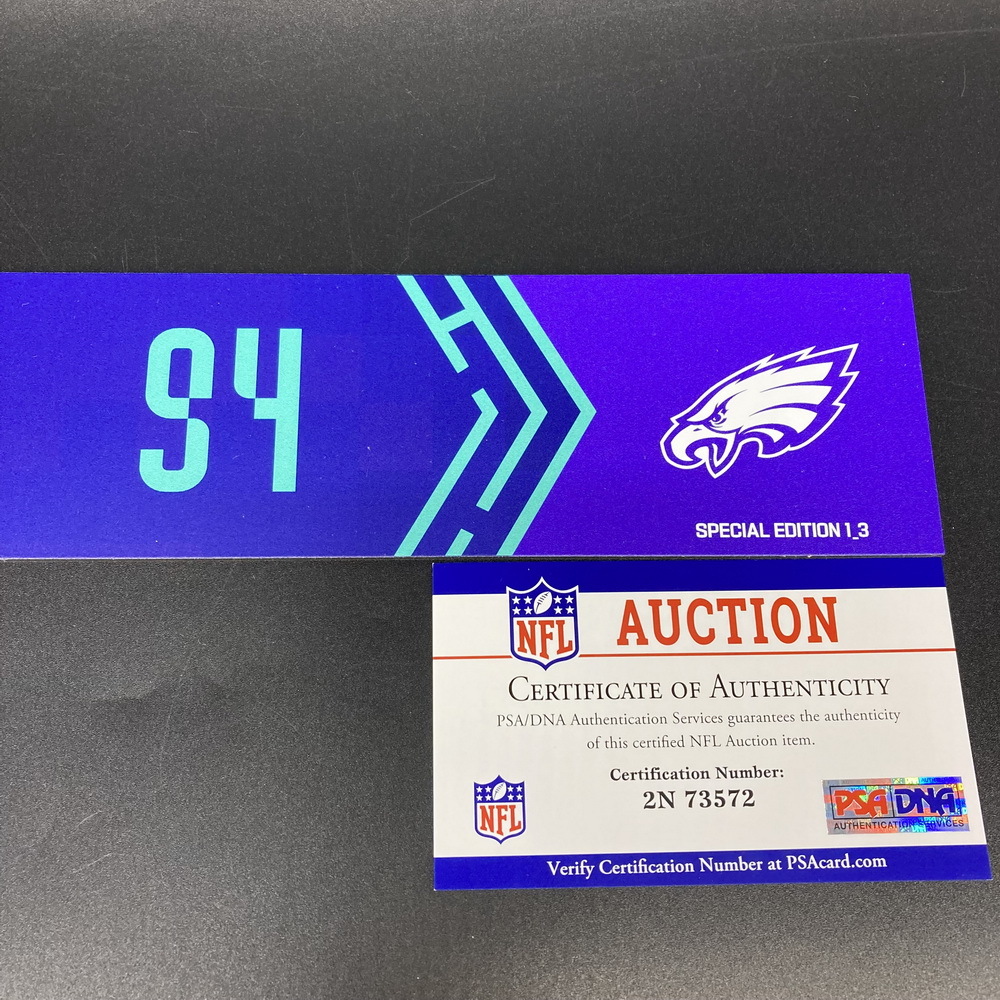 94
SPECIAL EDITION 1_3
NFL
AUCTION
CERTIFICATE OF AUTHENTICITY
PSA/DNA Authentication Services guarantees the authenticity
of this certified NFL Auction item.
Certification Number:
2N 73572
NFL
PSA DNA
AUTHENTICATION SERVICES
Verify Certification Number at PSAcard.com